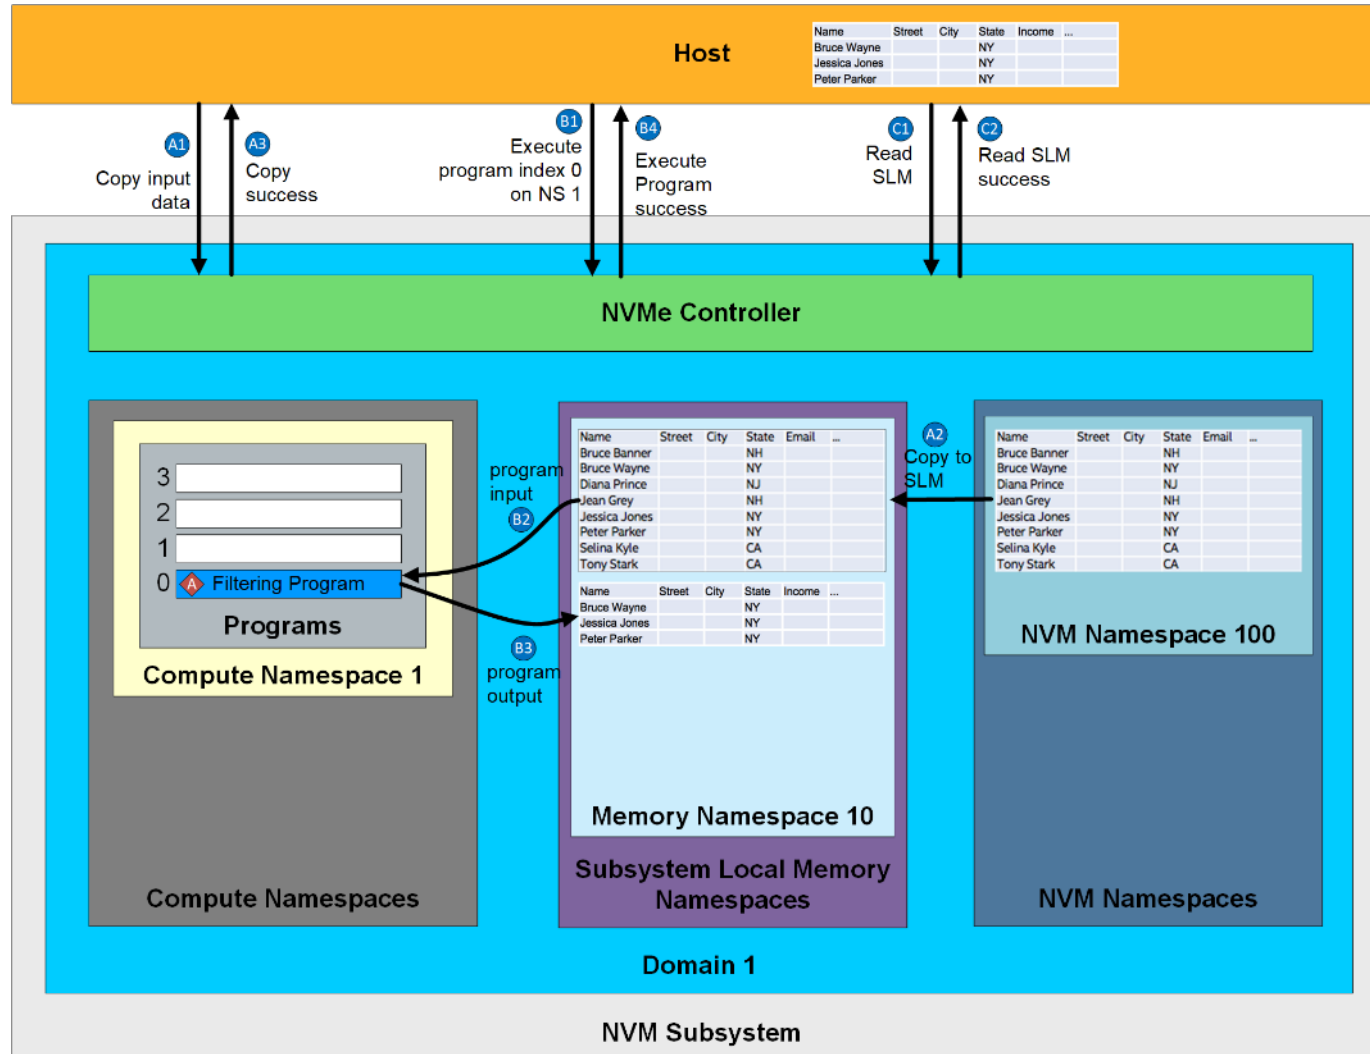 Host
Name Street City State Income ...
Bruce Wayne NY
Jessica Jones NY
Peter Parker NY
A1
Copy input
data
A3
Copy
success
B1
Execute
program index 0
on NS 1
B4
Execute
Program
success
C1
Read
SLM
C2
Read SLM
success
NVMe Controller
3
2
1
0 A Filtering Program
Programs
Compute Namespace 1
Compute Namespaces
program
input
B2
B3
program
output
Name Street City State Email ...
Bruce Banner NH
Bruce Wayne NY
Diana Prince NJ
Jean Grey NH
Jessica Jones NY
Peter Parker NY
Selina Kyle CA
Tony Stark CA
Name Street City State Income ...
Bruce Wayne NY
Jessica Jones NY
Peter Parker NY
Memory Namespace 10
Subsystem Local Memory
Namespaces
A2
Copy to
SLM
Name Street City State Email ...
Bruce Banner NH
Bruce Wayne NY
Diana Prince NJ
Jean Grey NH
Jessica Jones NY
Peter Parker NY
Selina Kyle CA
Tony Stark CA
NVM Namespace 100
NVM Namespaces
Domain 1
NVM Subsystem